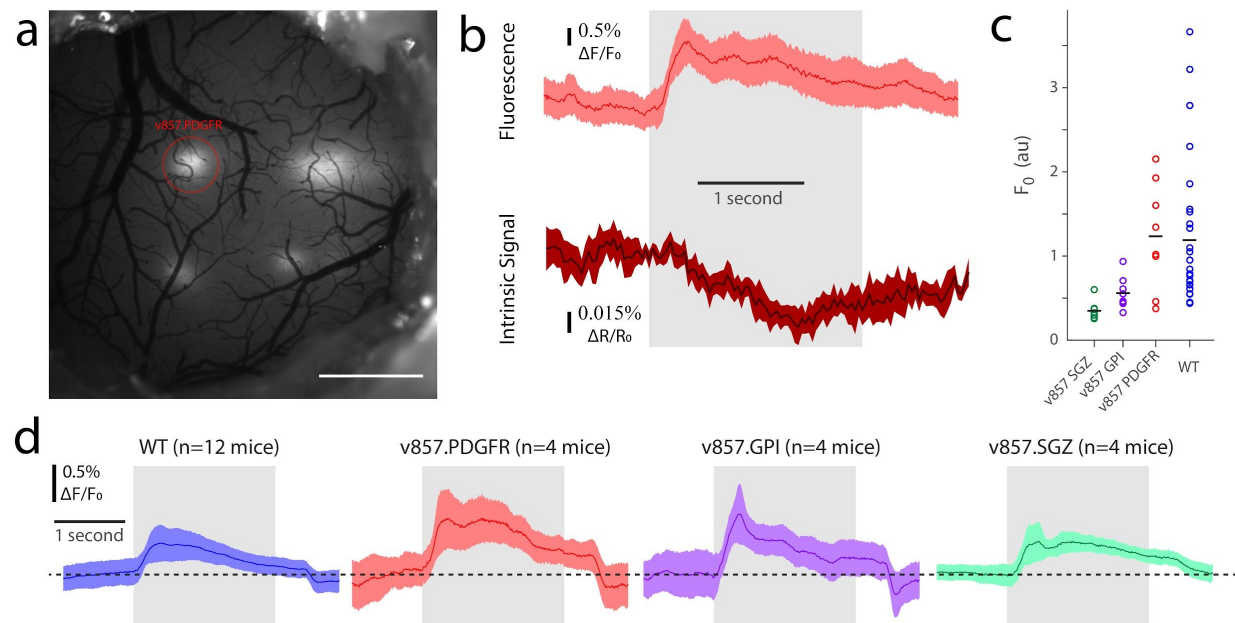 a
v857.PDGFR
b
Fluorescence
0.5%
ΔF/F₀
1 second
Intrinsic Signal
0.015%
ΔR/R₀
c
F₀ (au)
3
2
1
0
v857 SGZ
v857 GPI
v857 PDGFR
WT
d
WT (n=12 mice)
v857.PDGFR (n=4 mice)
v857.GPI (n=4 mice)
v857.SGZ (n=4 mice)
0.5%
ΔF/F₀
1 second